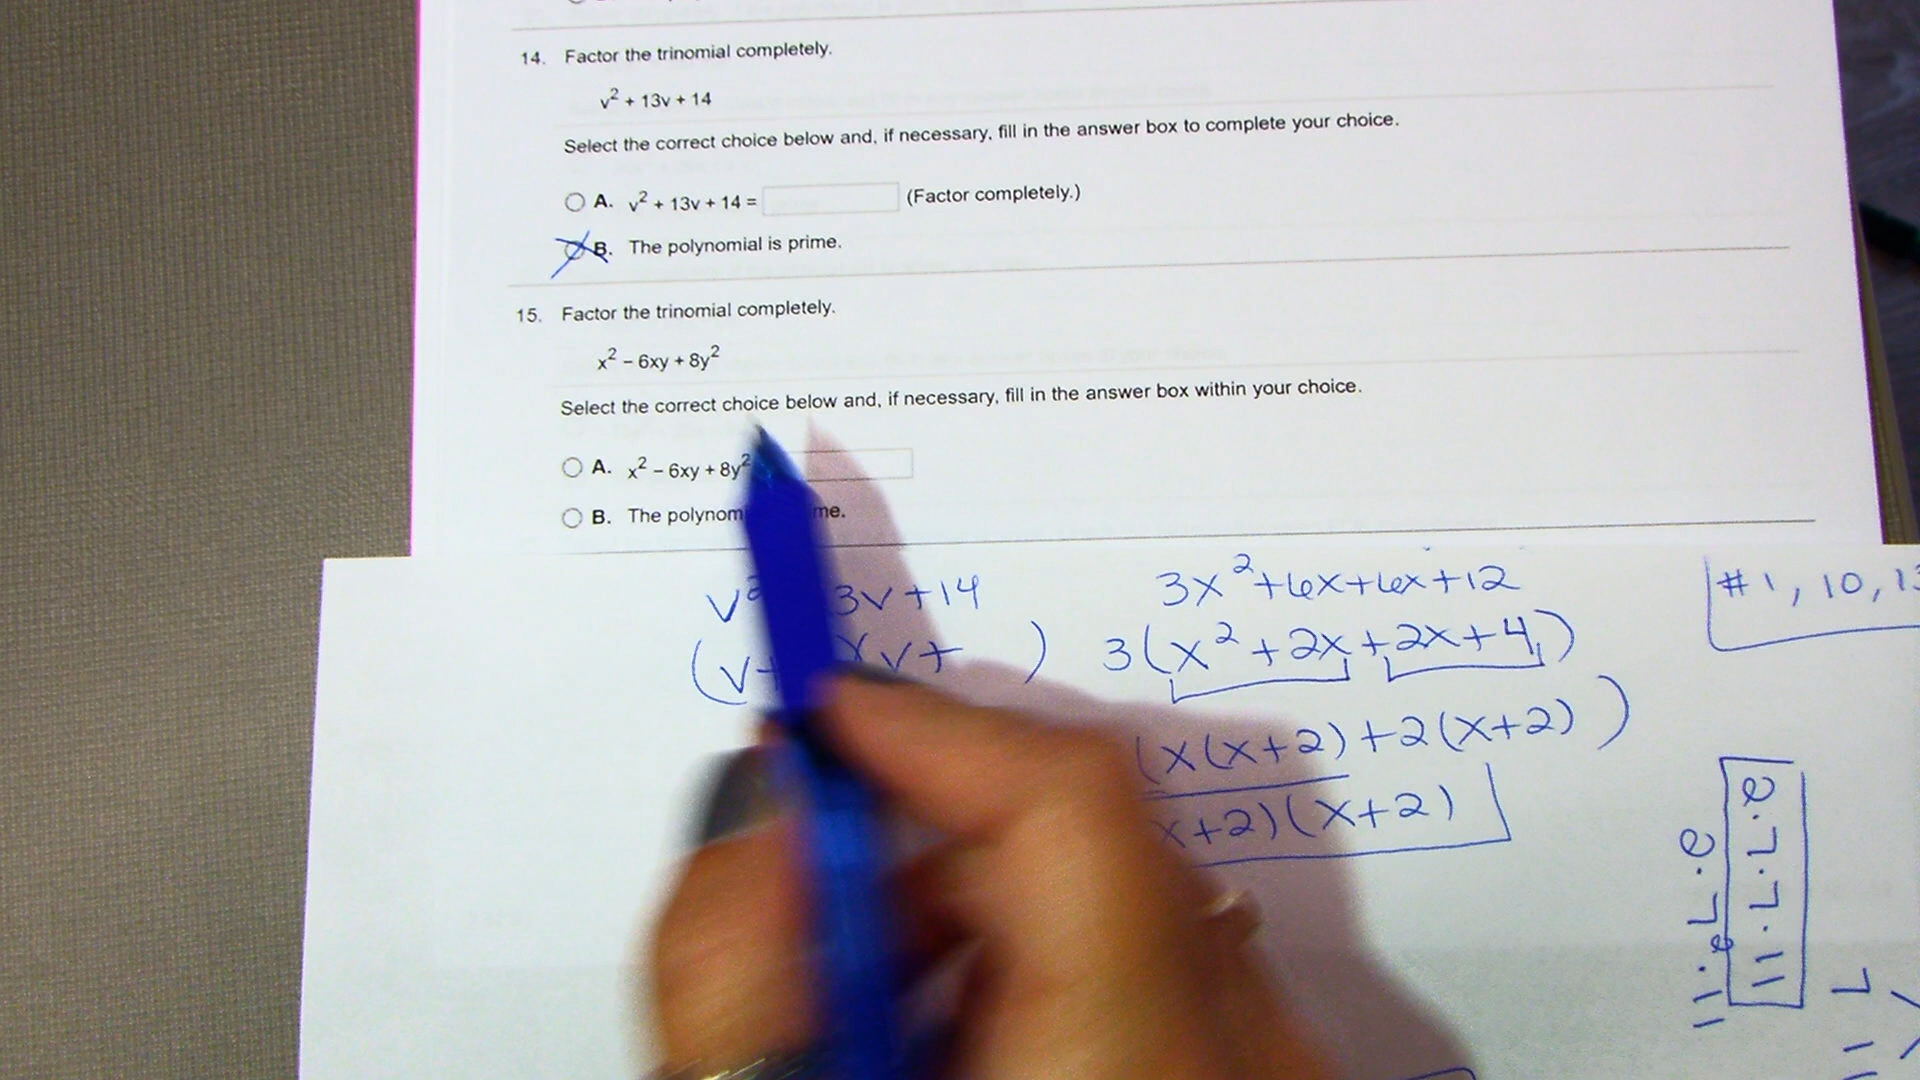 14. Factor the trinomial completely.
v² + 13v + 14
Select the correct choice below and, if necessary, fill in the answer box to complete your choice.
A. v² + 13v + 14 = (Factor completely.)
B. The polynomial is prime.
15. Factor the trinomial completely.
x² − 6xy + 8y²
Select the correct choice below and, if necessary, fill in the answer box within your choice.
A. x² − 6xy + 8y²
B. The
v² 3v+14
(v+ )(v+ )
3x²+6x+6x+12
3(x²+2x+2x+4)
(x(x+2)+2(x+2))
x+2)(x+2)
#1, 10, 13